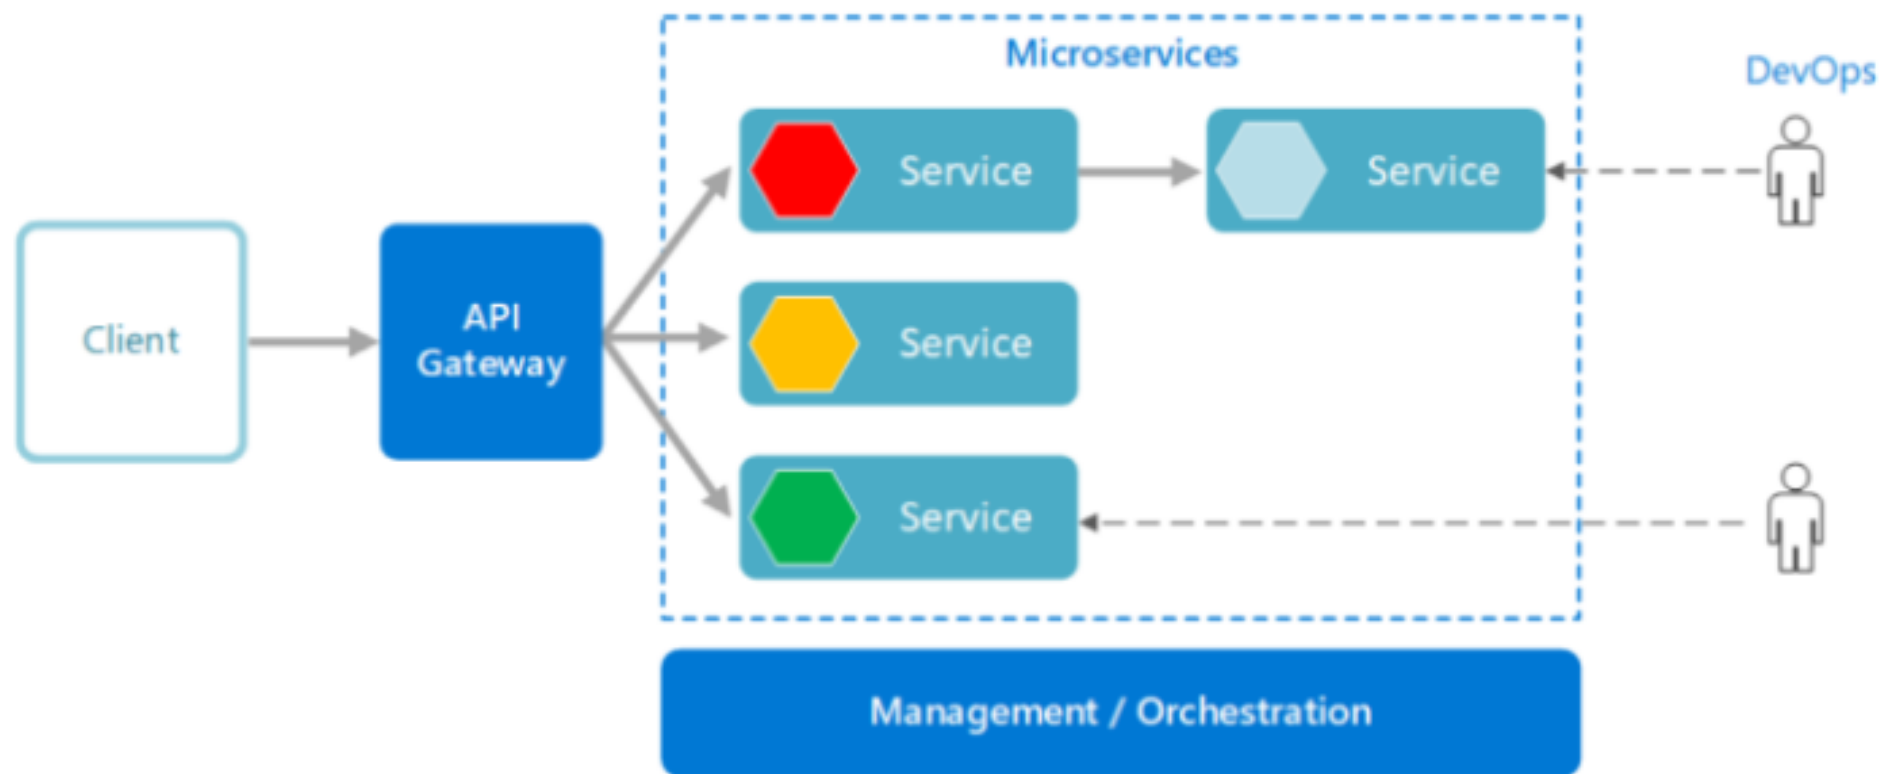 Microservices
DevOps
Service
Service
Client
API
Gateway
Service
Service
Management / Orchestration